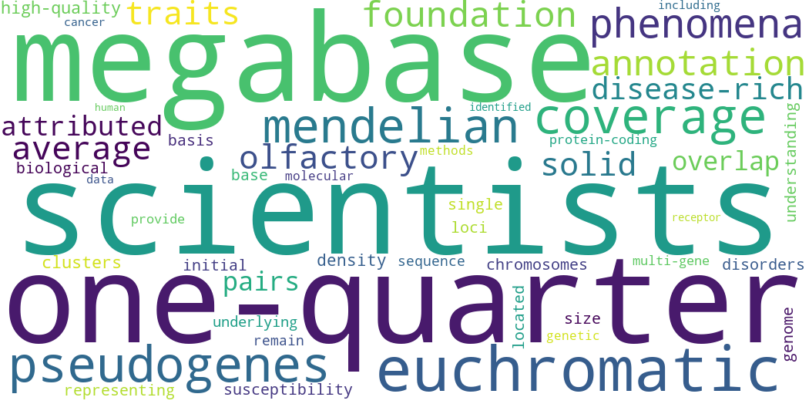 high-quality traits foundation including
cancer phenomena
megabase annotation
human identified disease-rich
attributed mendelian coverage
average basis protein-coding
biological olfactory methods solid overlap understanding
data base molecular
scientists
provide single receptor
loci
clusters initial density sequence chromosomes multi-gene disorders
pairs
one-quarter
underlying located size genome
remain genetic
pseudogenes euchromatic
representing susceptibility